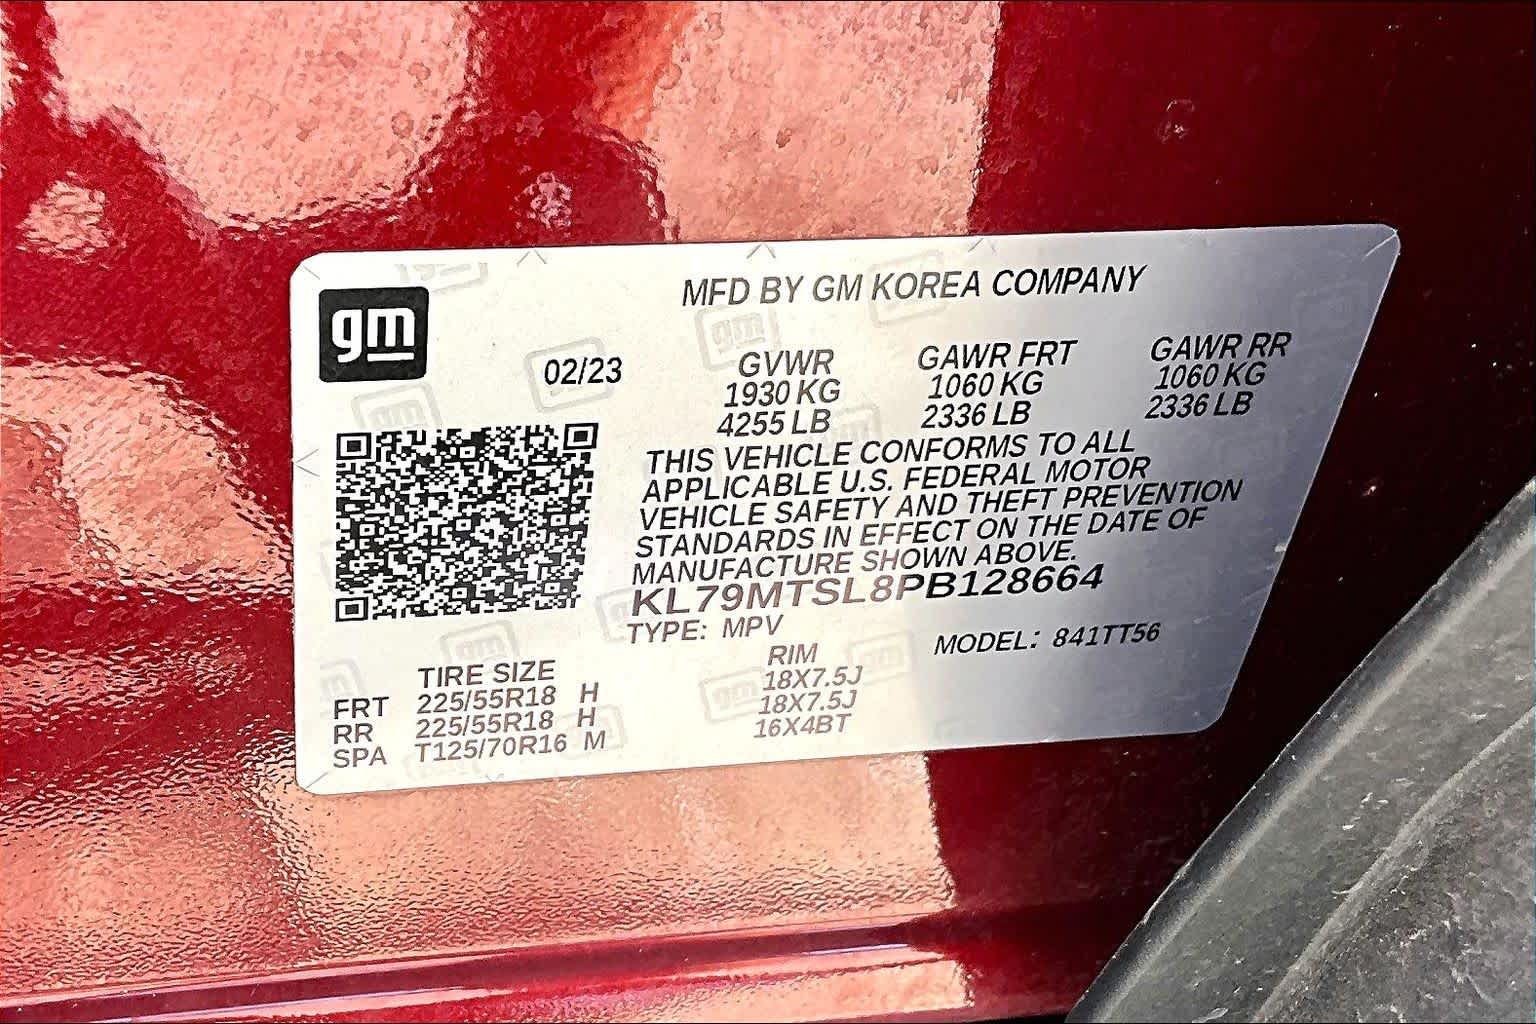 gm
MFD BY GM KOREA COMPANY
02/23
GVWR GAWR FRT GAWR RR
1930 KG 1060 KG 1060 KG
4255 LB 2336 LB 2336 LB
THIS VEHICLE CONFORMS TO ALL
APPLICABLE U.S. FEDERAL MOTOR
VEHICLE SAFETY AND THEFT PREVENTION
STANDARDS IN EFFECT ON THE DATE OF
MANUFACTURE SHOWN ABOVE.
KL79MTSL8PB128664
TYPE: MPV MODEL: 841TT56
TIRE SIZE RIM
FRT 225/55R18 H 18X7.5J
RR 225/55R18 H 18X7.5J
SPA T125/70R16 M 16X4BT